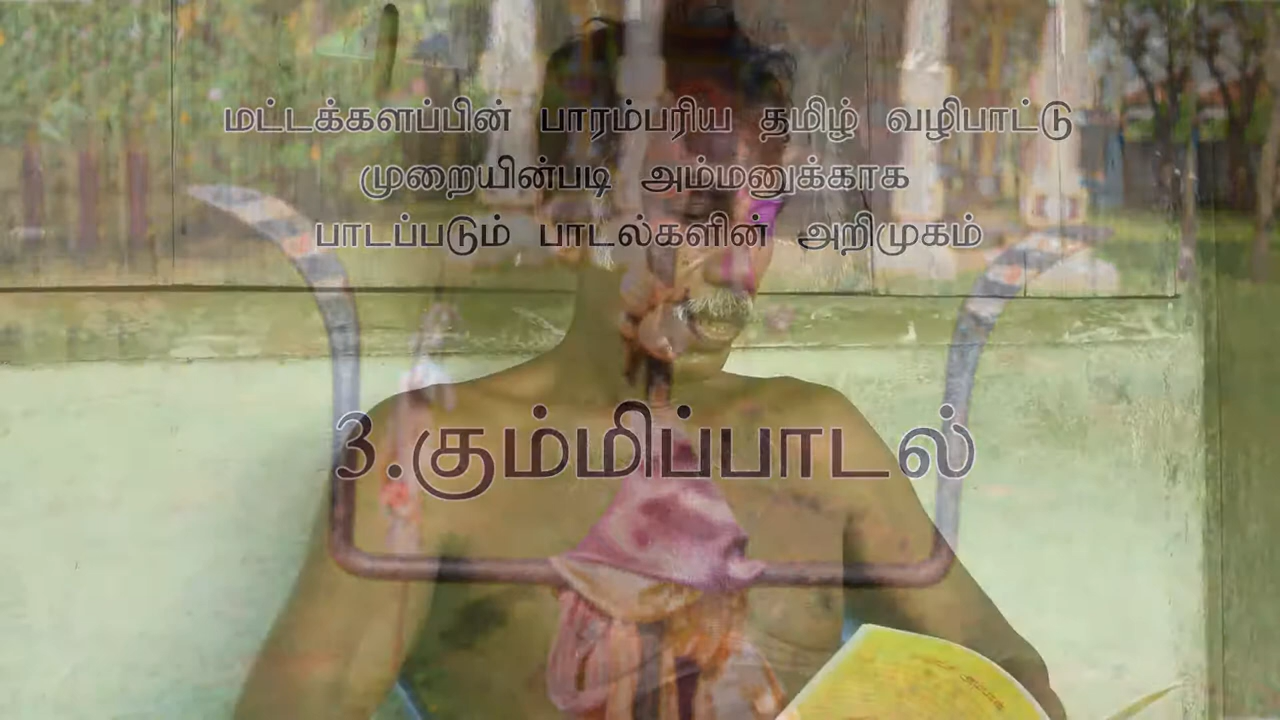 மட்டக்களப்பின் பாரம்பரிய தமிழ் வழிபாட்டு
முறையின்படி அம்மனுக்காக
பாடப்படும் பாடல்களின் அறிமுகம்
3.கும்மிப்பாடல்